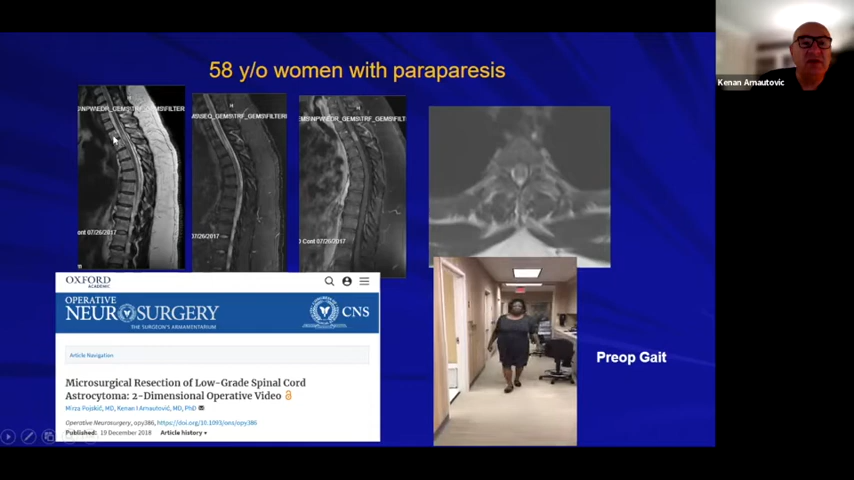 58 y/o women with paraparesis
Kenan Arnautovic
ont 07/26/2017
7/26/2017
Cont 07/26/2017
OXFORD
ACADEMIC
OPERATIVE
NEUROSURGERY
THE SURGEON'S ARMAMENTARIUM
CNS
Article Navigation
Microsurgical Resection of Low-Grade Spinal Cord
Astrocytoma: 2-Dimensional Operative Video
Mirza Pojskić, MD, Kenan I Arnautović, MD, PhD
Operative Neurosurgery, opy386, https://doi.org/10.1093/ons/opy386
Published: 19 December 2018 Article history
Preop Gait